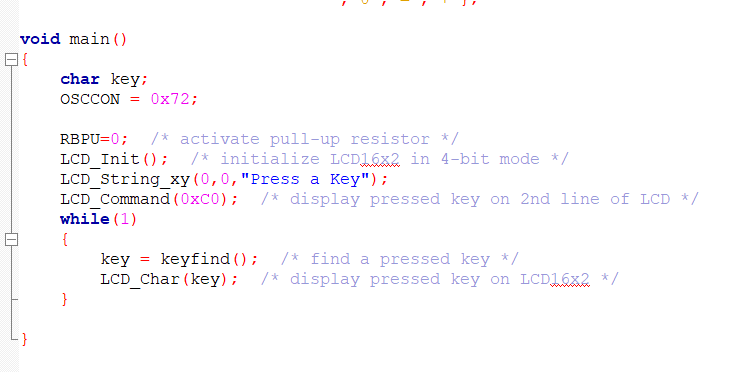 void main()
{
char key;
OSCCON = 0x72;
RBPU=0; /* activate pull-up resistor */
LCD_Init(); /* initialize LCD16x2 in 4-bit mode */
LCD_String_xy(0,0,"Press a Key");
LCD_Command(0xC0); /* display pressed key on 2nd line of LCD */
while(1)
{
key = keyfind(); /* find a pressed key */
LCD_Char(key); /* display pressed key on LCD16x2 */
}
}